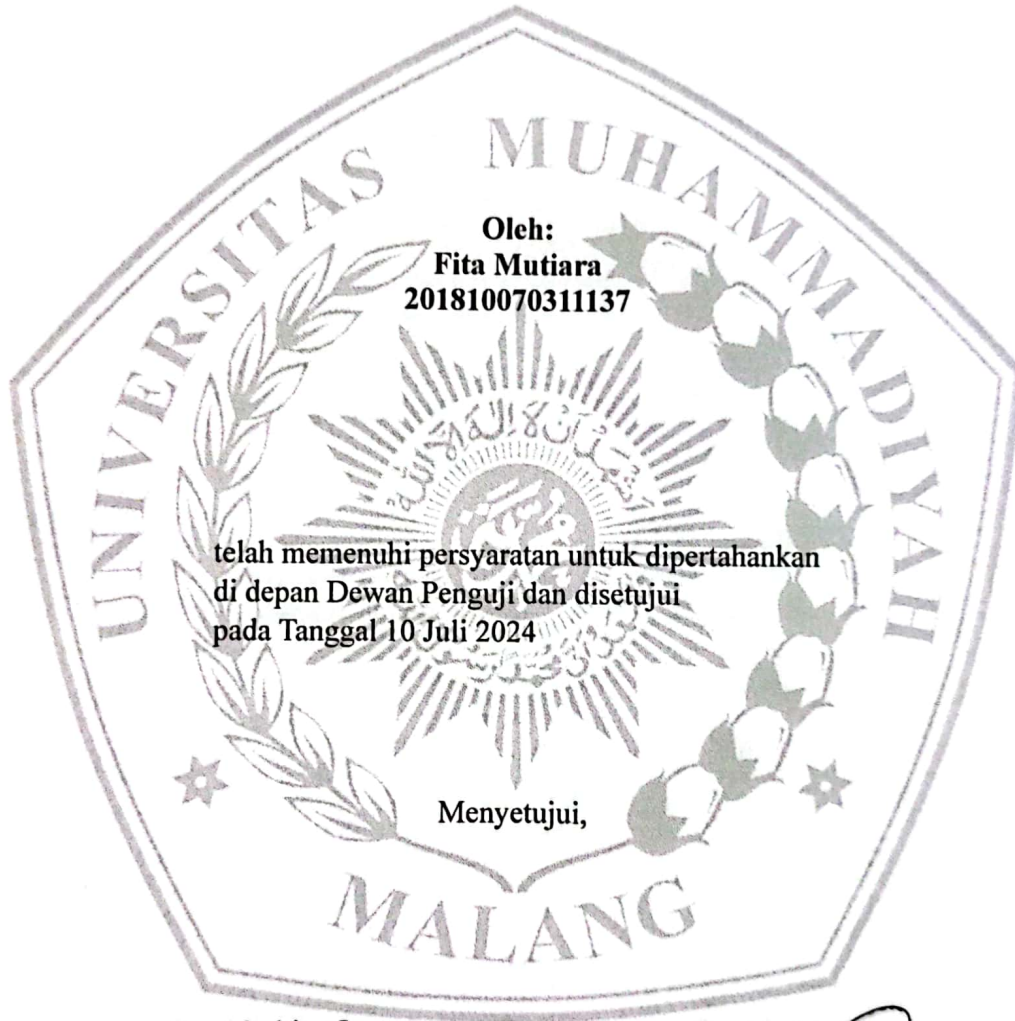 UNIVERSITAS MUHAMMADIYAH
Oleh:
Fita Mutiara
201810070311137
telah memenuhi persyaratan untuk dipertahankan
di depan Dewan Penguji dan disetujui
pada Tanggal 10 Juli 2024
Menyetujui,
MALANG